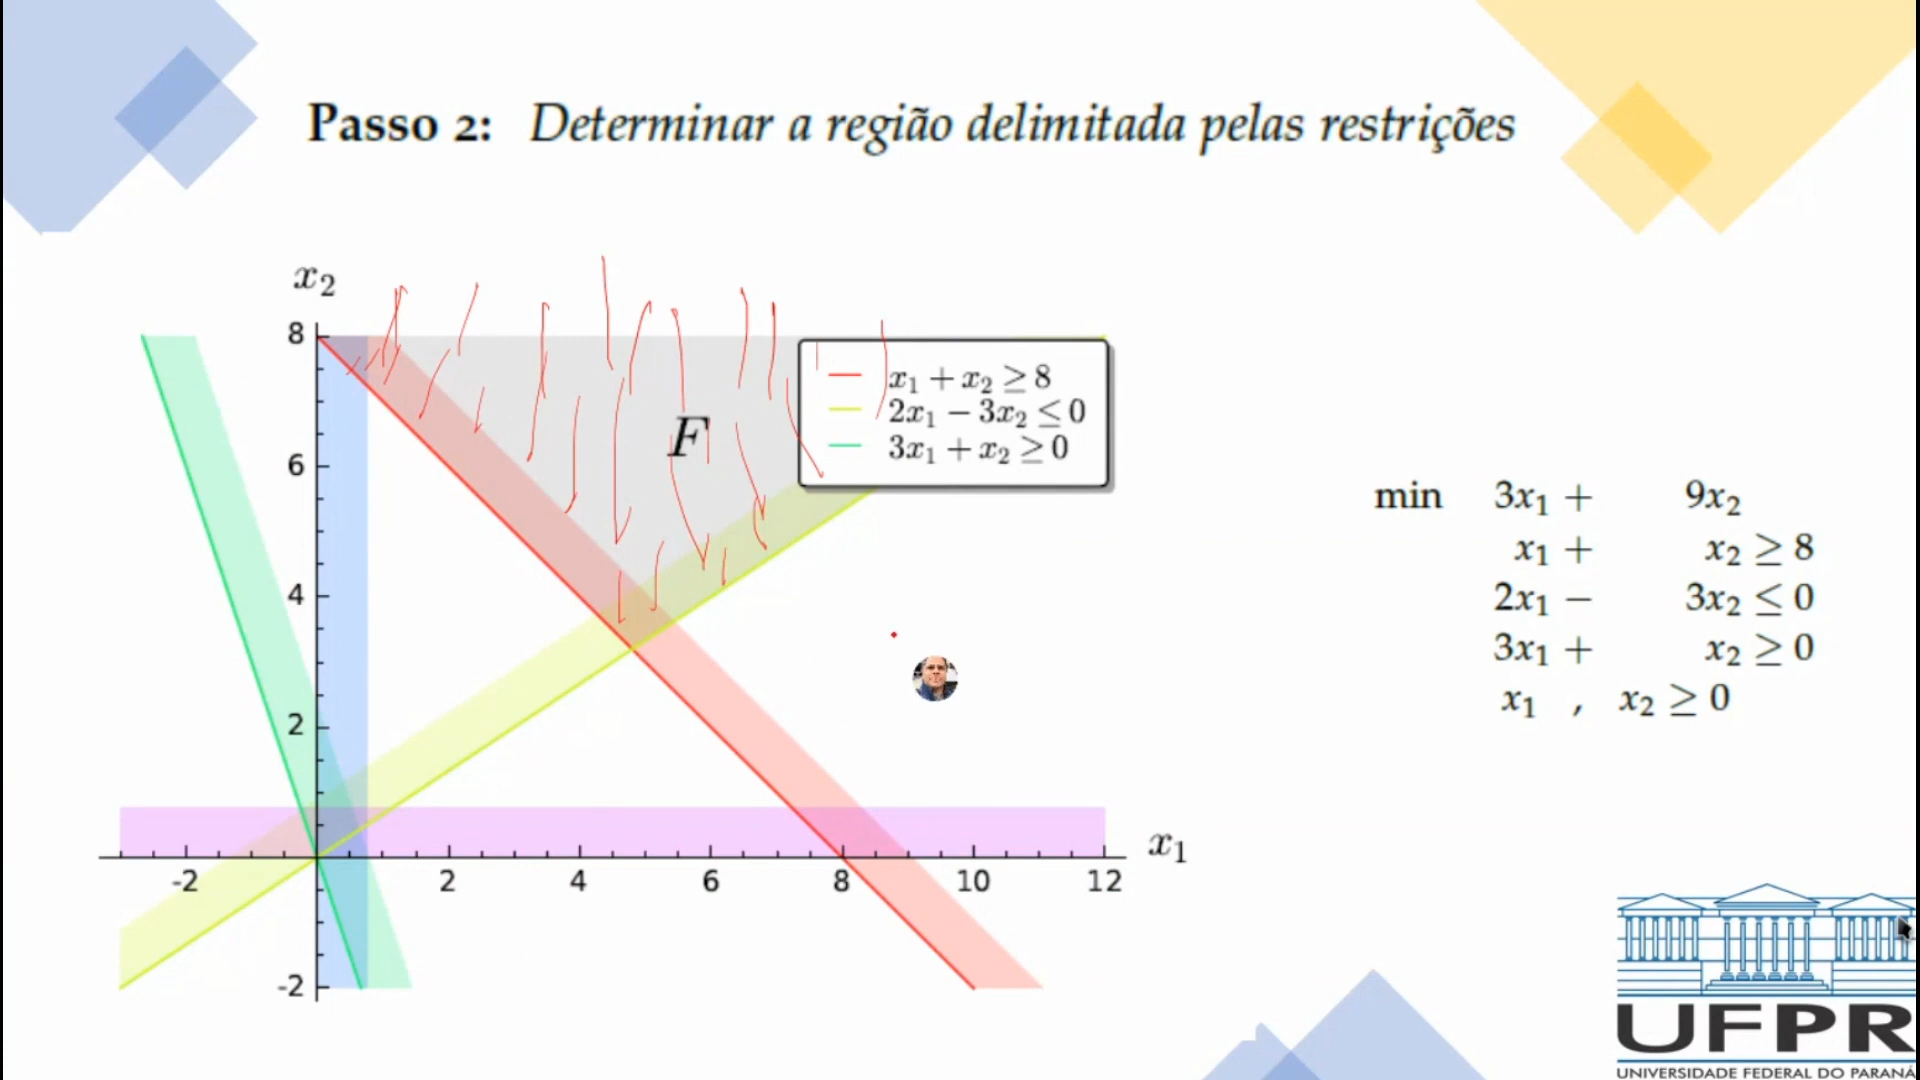 Passo 2: Determinar a região delimitada pelas restrições
x₂
8
6
4
2
-2
-2
2
4
6
8
10
12
x₁
F
x₁ + x₂ ≥ 8
2x₁ − 3x₂ ≤ 0
3x₁ + x₂ ≥ 0
min 3x₁ + 9x₂
x₁ + x₂ ≥ 8
2x₁ − 3x₂ ≤ 0
3x₁ + x₂ ≥ 0
x₁ , x₂ ≥ 0
UFPR
UNIVERSIDADE FEDERAL DO PARANÁ